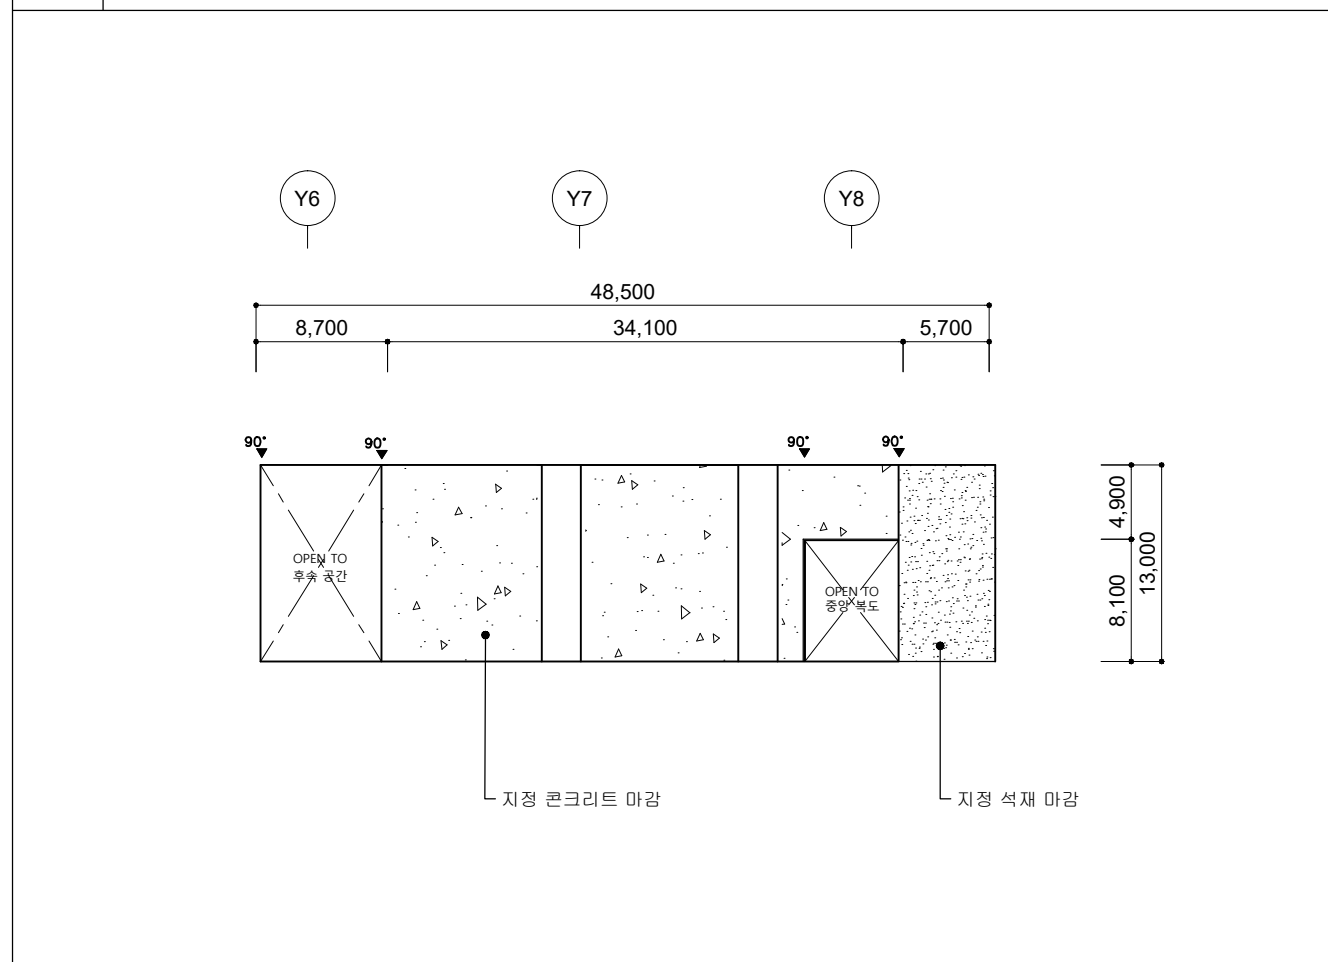 Y6
Y7
Y8
48,500
8,700
34,100
5,700
90°
90°
90°
90°
4,900
8,100
13,000
OPEN TO
후속 공간
OPEN TO
중앙 복도
지정 콘크리트 마감
지정 석재 마감